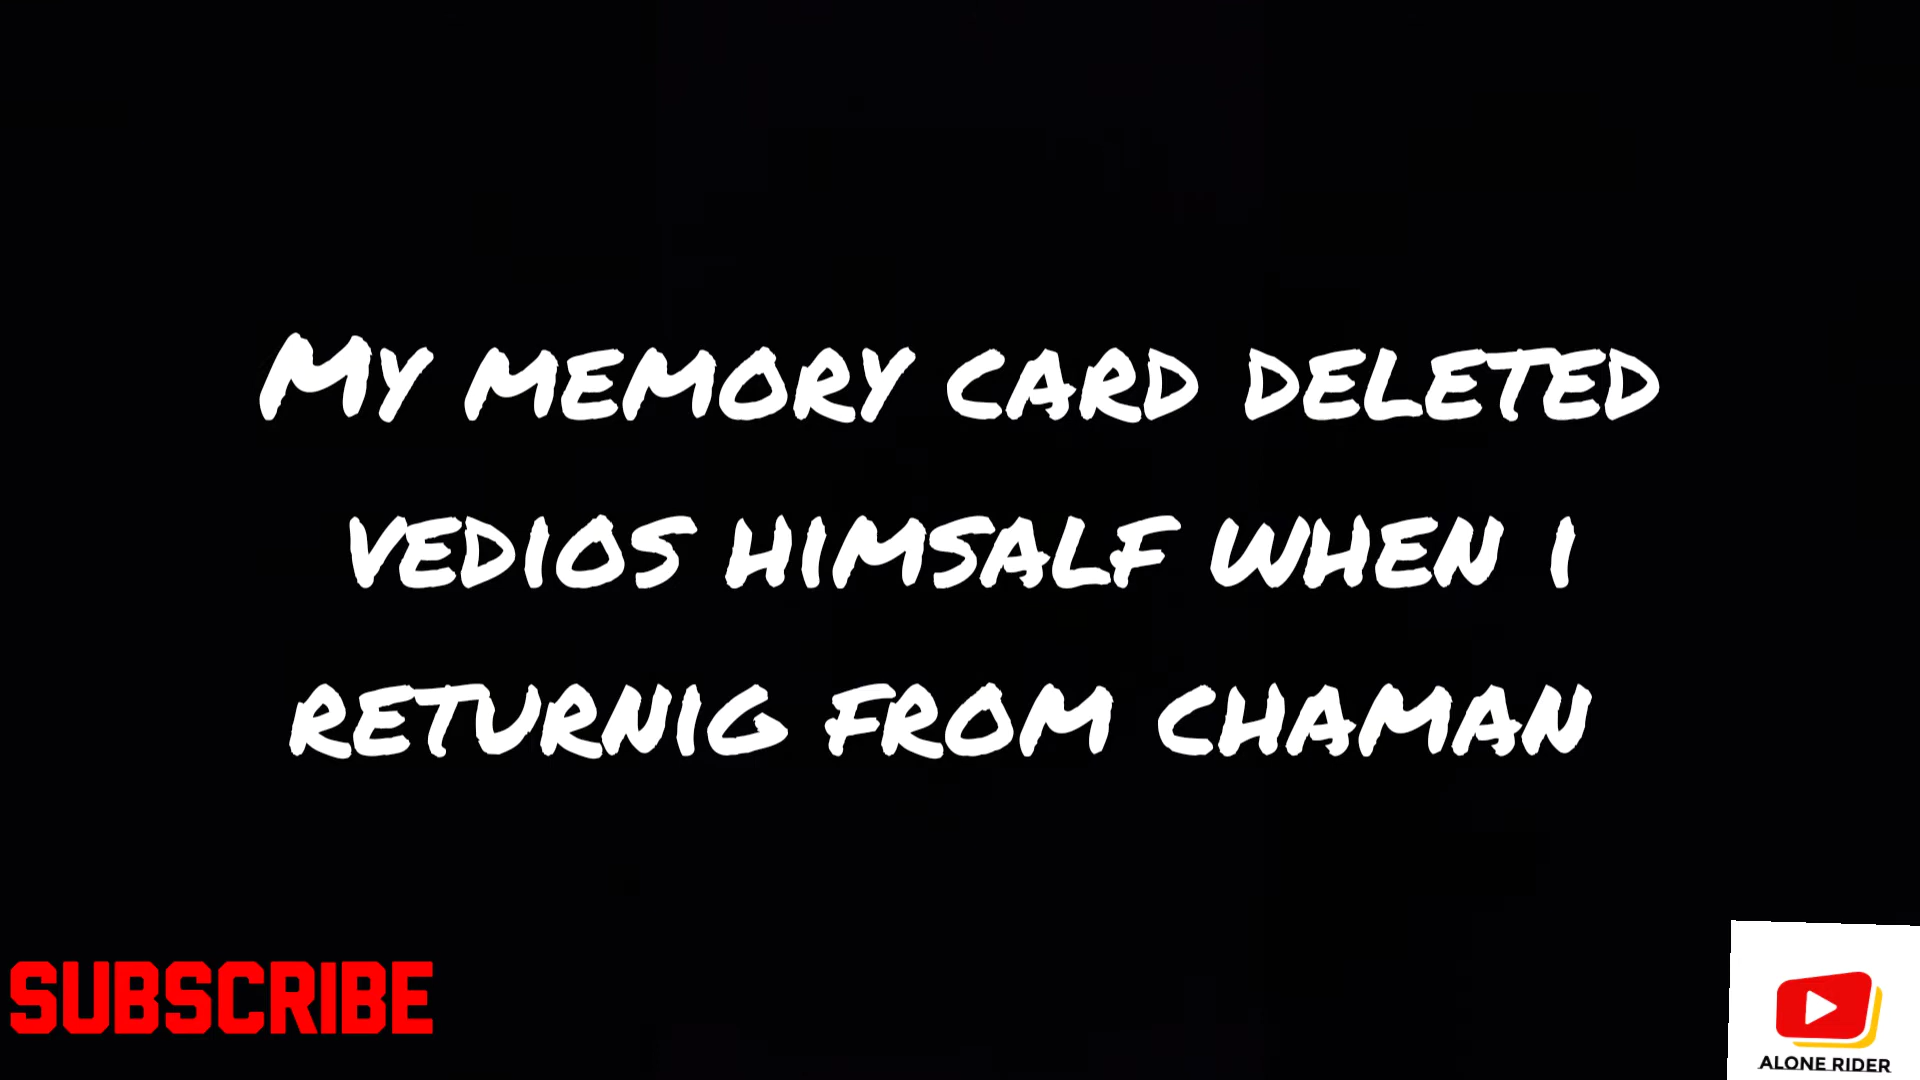 My memory card deleted
vedios himsalf when i
returnig from chaman
SUBSCRIBE
ALONE RIDER